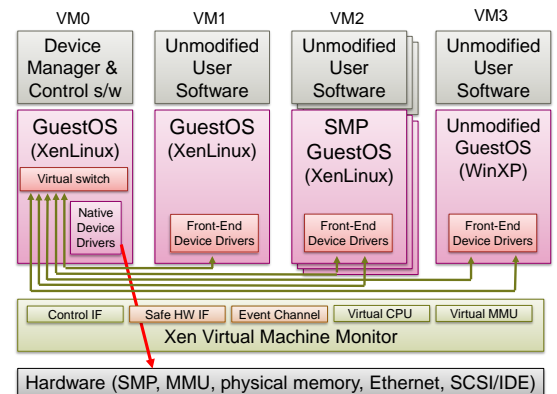 VM0
VM1
VM2
VM3
Device
Manager &
Control s/w
Unmodified
User
Software
Unmodified
User
Software
Unmodified
User
Software
GuestOS
(XenLinux)
Virtual switch
Native
Device
Drivers
GuestOS
(XenLinux)
Front-End
Device Drivers
SMP
GuestOS
(XenLinux)
Front-End
Device Drivers
Unmodified
GuestOS
(WinXP)
Front-End
Device Drivers
Control IF
Safe HW IF
Event Channel
Virtual CPU
Virtual MMU
Xen Virtual Machine Monitor
Hardware (SMP, MMU, physical memory, Ethernet, SCSI/IDE)